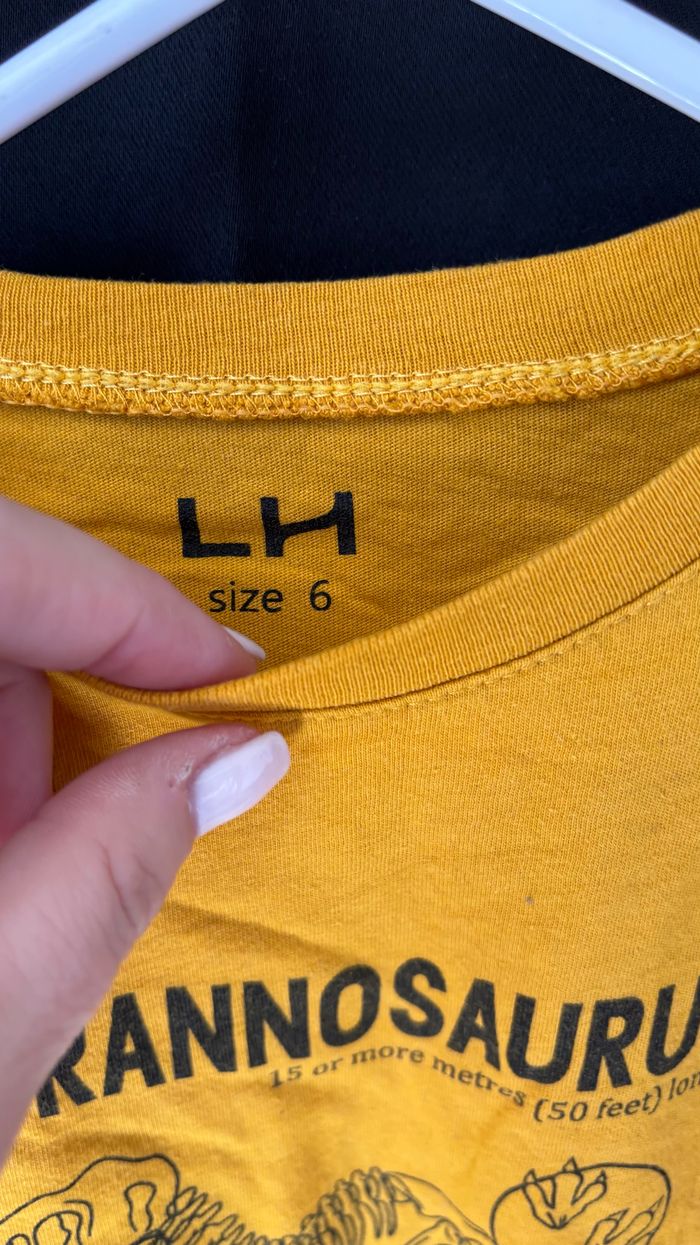 LH
size 6
RANNOSAURU
15 or more metres (50 feet) lon